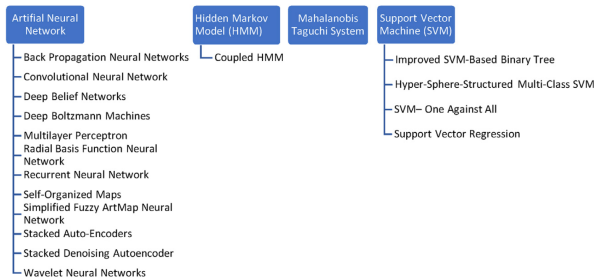 Artifial Neural
Network
Back Propagation Neural Networks
Convolutional Neural Network
Deep Belief Networks
Deep Boltzmann Machines
Multilayer Perceptron
Radial Basis Function Neural
Network
Recurrent Neural Network
Self-Organized Maps
Simplified Fuzzy ArtMap Neural
Network
Stacked Auto-Encoders
Stacked Denoising Autoencoder
Wavelet Neural Networks
Hidden Markov
Model (HMM)
Coupled HMM
Mahalanobis
Taguchi System
Support Vector
Machine (SVM)
Improved SVM-Based Binary Tree
Hyper-Sphere-Structured Multi-Class SVM
SVM– One Against All
Support Vector Regression